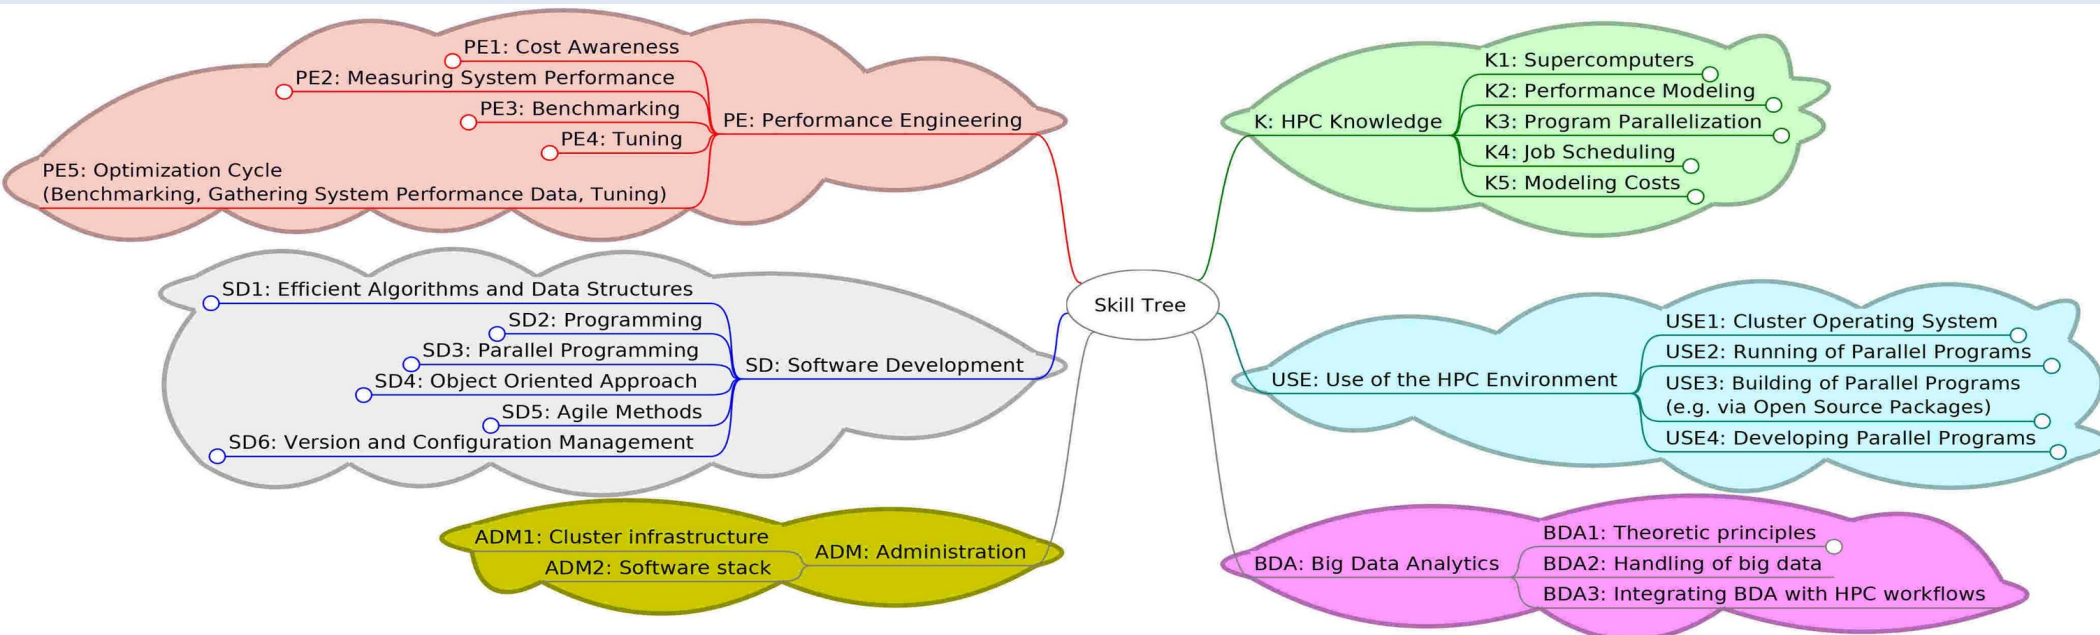 PE1: Cost Awareness
PE2: Measuring System Performance
PE3: Benchmarking
PE4: Tuning
PE5: Optimization Cycle
(Benchmarking, Gathering System Performance Data, Tuning)
PE: Performance Engineering
K: HPC Knowledge
K1: Supercomputers
K2: Performance Modeling
K3: Program Parallelization
K4: Job Scheduling
K5: Modeling Costs
Skill Tree
SD1: Efficient Algorithms and Data Structures
SD2: Programming
SD3: Parallel Programming
SD4: Object Oriented Approach
SD5: Agile Methods
SD6: Version and Configuration Management
SD: Software Development
USE: Use of the HPC Environment
USE1: Cluster Operating System
USE2: Running of Parallel Programs
USE3: Building of Parallel Programs
(e.g. via Open Source Packages)
USE4: Developing Parallel Programs
ADM1: Cluster infrastructure
ADM2: Software stack
ADM: Administration
BDA: Big Data Analytics
BDA1: Theoretic principles
BDA2: Handling of big data
BDA3: Integrating BDA with HPC workflows